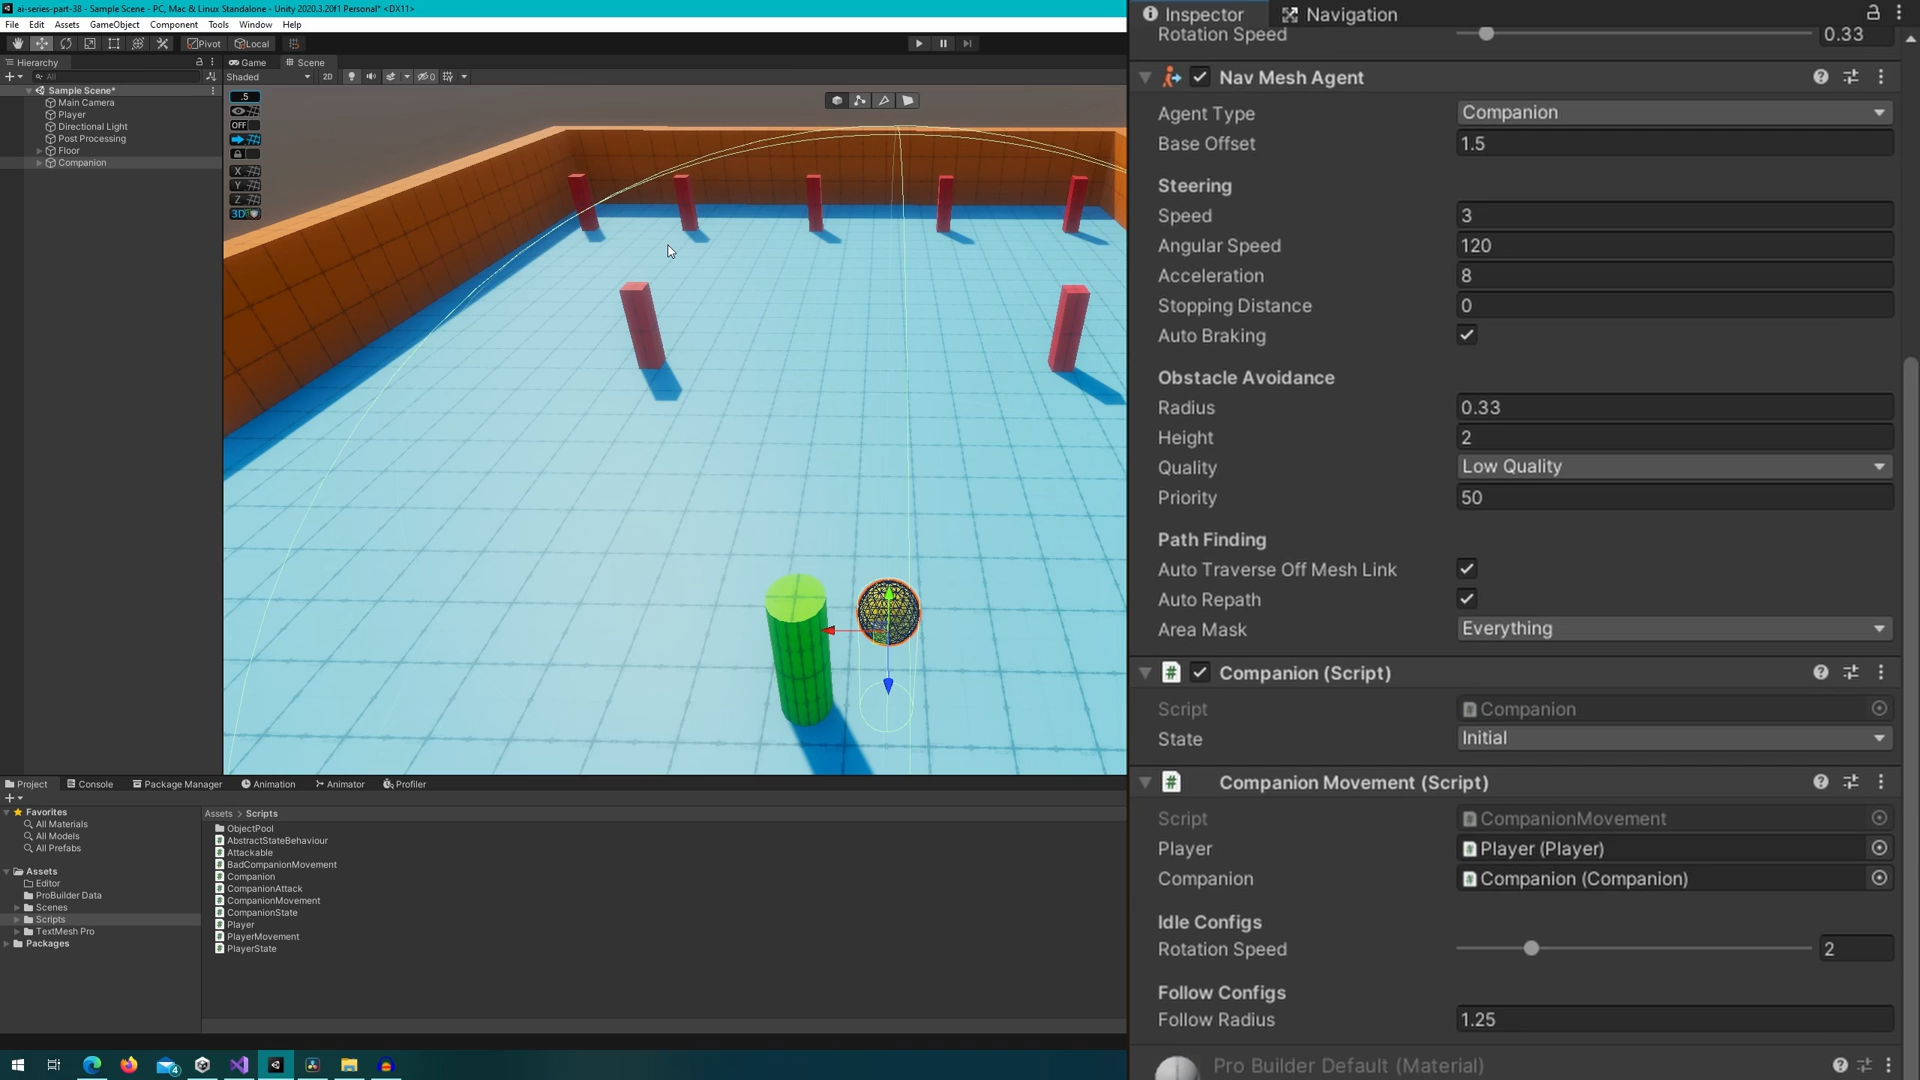 ai-series-part-38 - Sample Scene - PC, Mac & Linux Standalone - Unity 2020.3.20f1 Personal* <DX11>
File Edit Assets GameObject Component Tools Window Help
Pivot Local
Hierarchy
All
Sample Scene*
Main Camera
Player
Directional Light
Post Processing
Floor
Companion
Game Scene
Shaded 2D 0
.5
OFF
X
Y
Z
3D
Project Console Package Manager Animation Animator Profiler
Favorites
All Materials
All Models
All Prefabs
Assets
Editor
ProBuilder Data
Scenes
Scripts
TextMesh Pro
Packages
Assets > Scripts
ObjectPool
AbstractStateBehaviour
Attackable
BadCompanionMovement
Companion
CompanionAttack
CompanionMovement
CompanionState
Player
PlayerMovement
PlayerState
4
Inspector Navigation
Rotation Speed 0.33
Nav Mesh Agent
Agent Type Companion
Base Offset 1.5
Steering
Speed 3
Angular Speed 120
Acceleration 8
Stopping Distance 0
Auto Braking
Obstacle Avoidance
Radius 0.33
Height 2
Quality Low Quality
Priority 50
Path Finding
Auto Traverse Off Mesh Link
Auto Repath
Area Mask Everything
Companion (Script)
Script Companion
State Initial
Companion Movement (Script)
Script CompanionMovement
Player Player (Player)
Companion Companion (Companion)
Idle Configs
Rotation Speed 2
Follow Configs
Follow Radius 1.25
Pro Builder Default (Material)